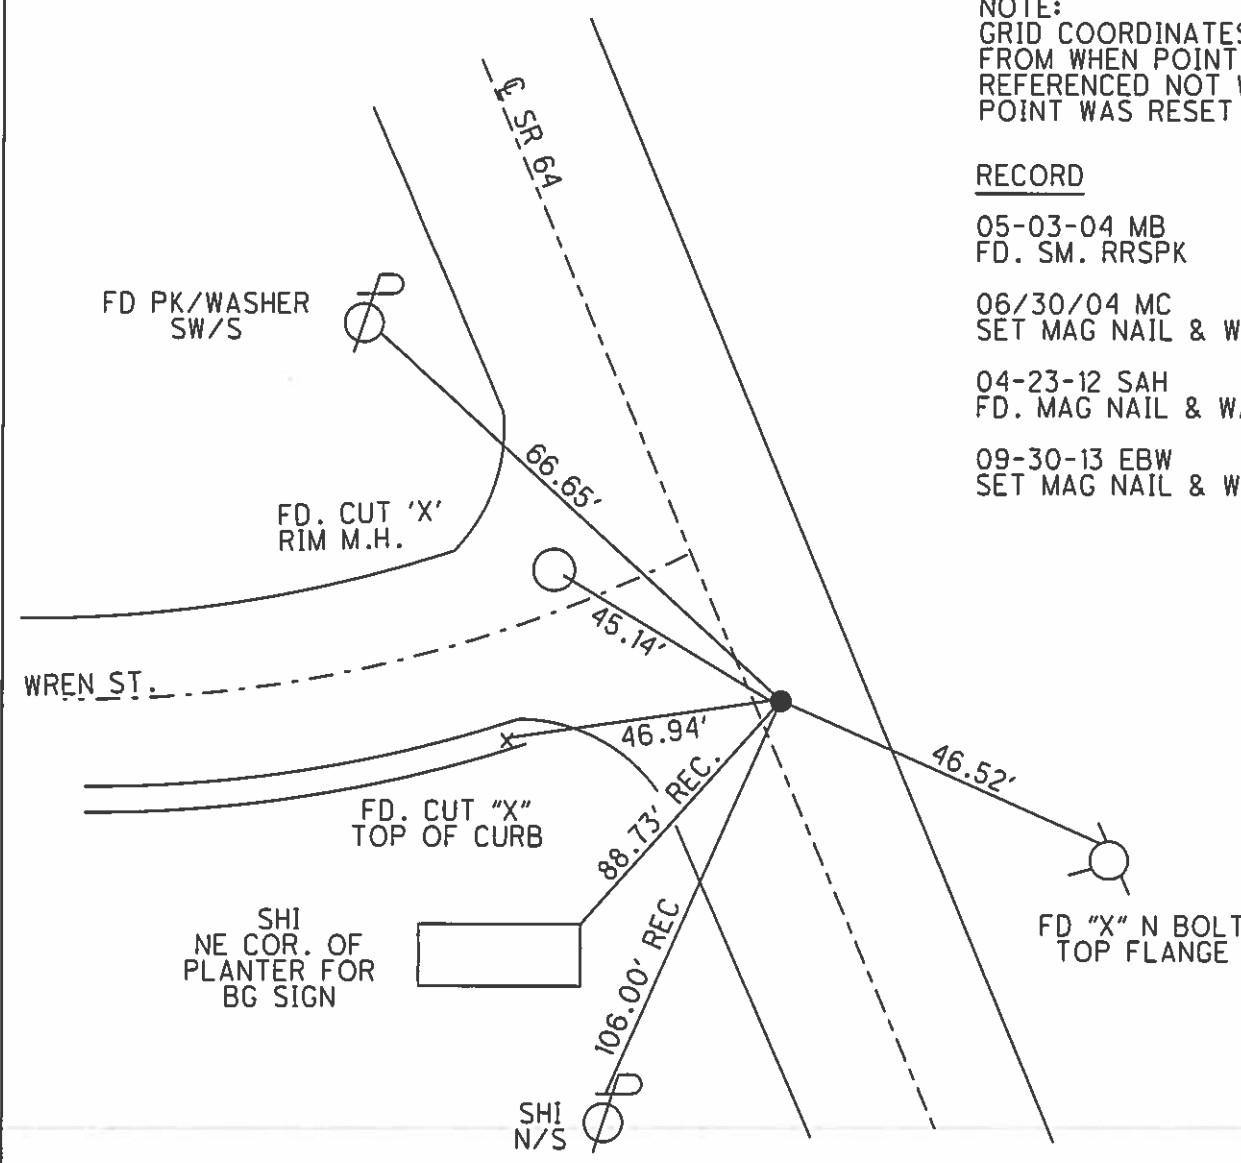 NOTE:
GRID COORDINATES
FROM WHEN POINT
REFERENCED NOT
POINT WAS RESET
RECORD
05-03-04 MB
FD. SM. RRSPK
06/30/04 MC
SET MAG NAIL & W
04-23-12 SAH
FD. MAG NAIL & WA
09-30-13 EBW
SET MAG NAIL & W
℄ SR 64
FD PK/WASHER
SW/S
66.65'
FD. CUT 'X'
RIM M.H.
45.14'
WREN ST.
46.94'
FD. CUT "X"
TOP OF CURB
88.73' REC.
46.52'
FD "X" N BOLT
TOP FLANGE
SHI
NE COR. OF
PLANTER FOR
BG SIGN
106.00' REC
SHI
N/S